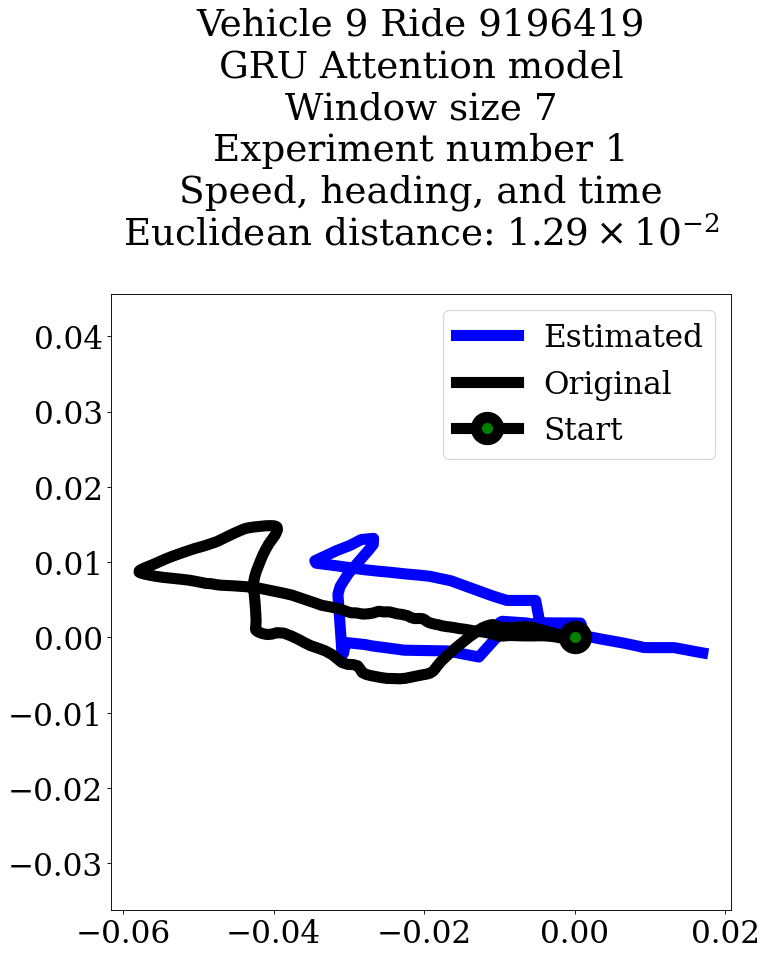 Vehicle 9 Ride 9196419
GRU Attention model
Window size 7
Experiment number 1
Speed, heading, and time
Euclidean distance: 1.29 × 10⁻²
Estimated
Original
Start
0.04
0.03
0.02
0.01
0.00
−0.01
−0.02
−0.03
−0.06 −0.04 −0.02 0.00 0.02